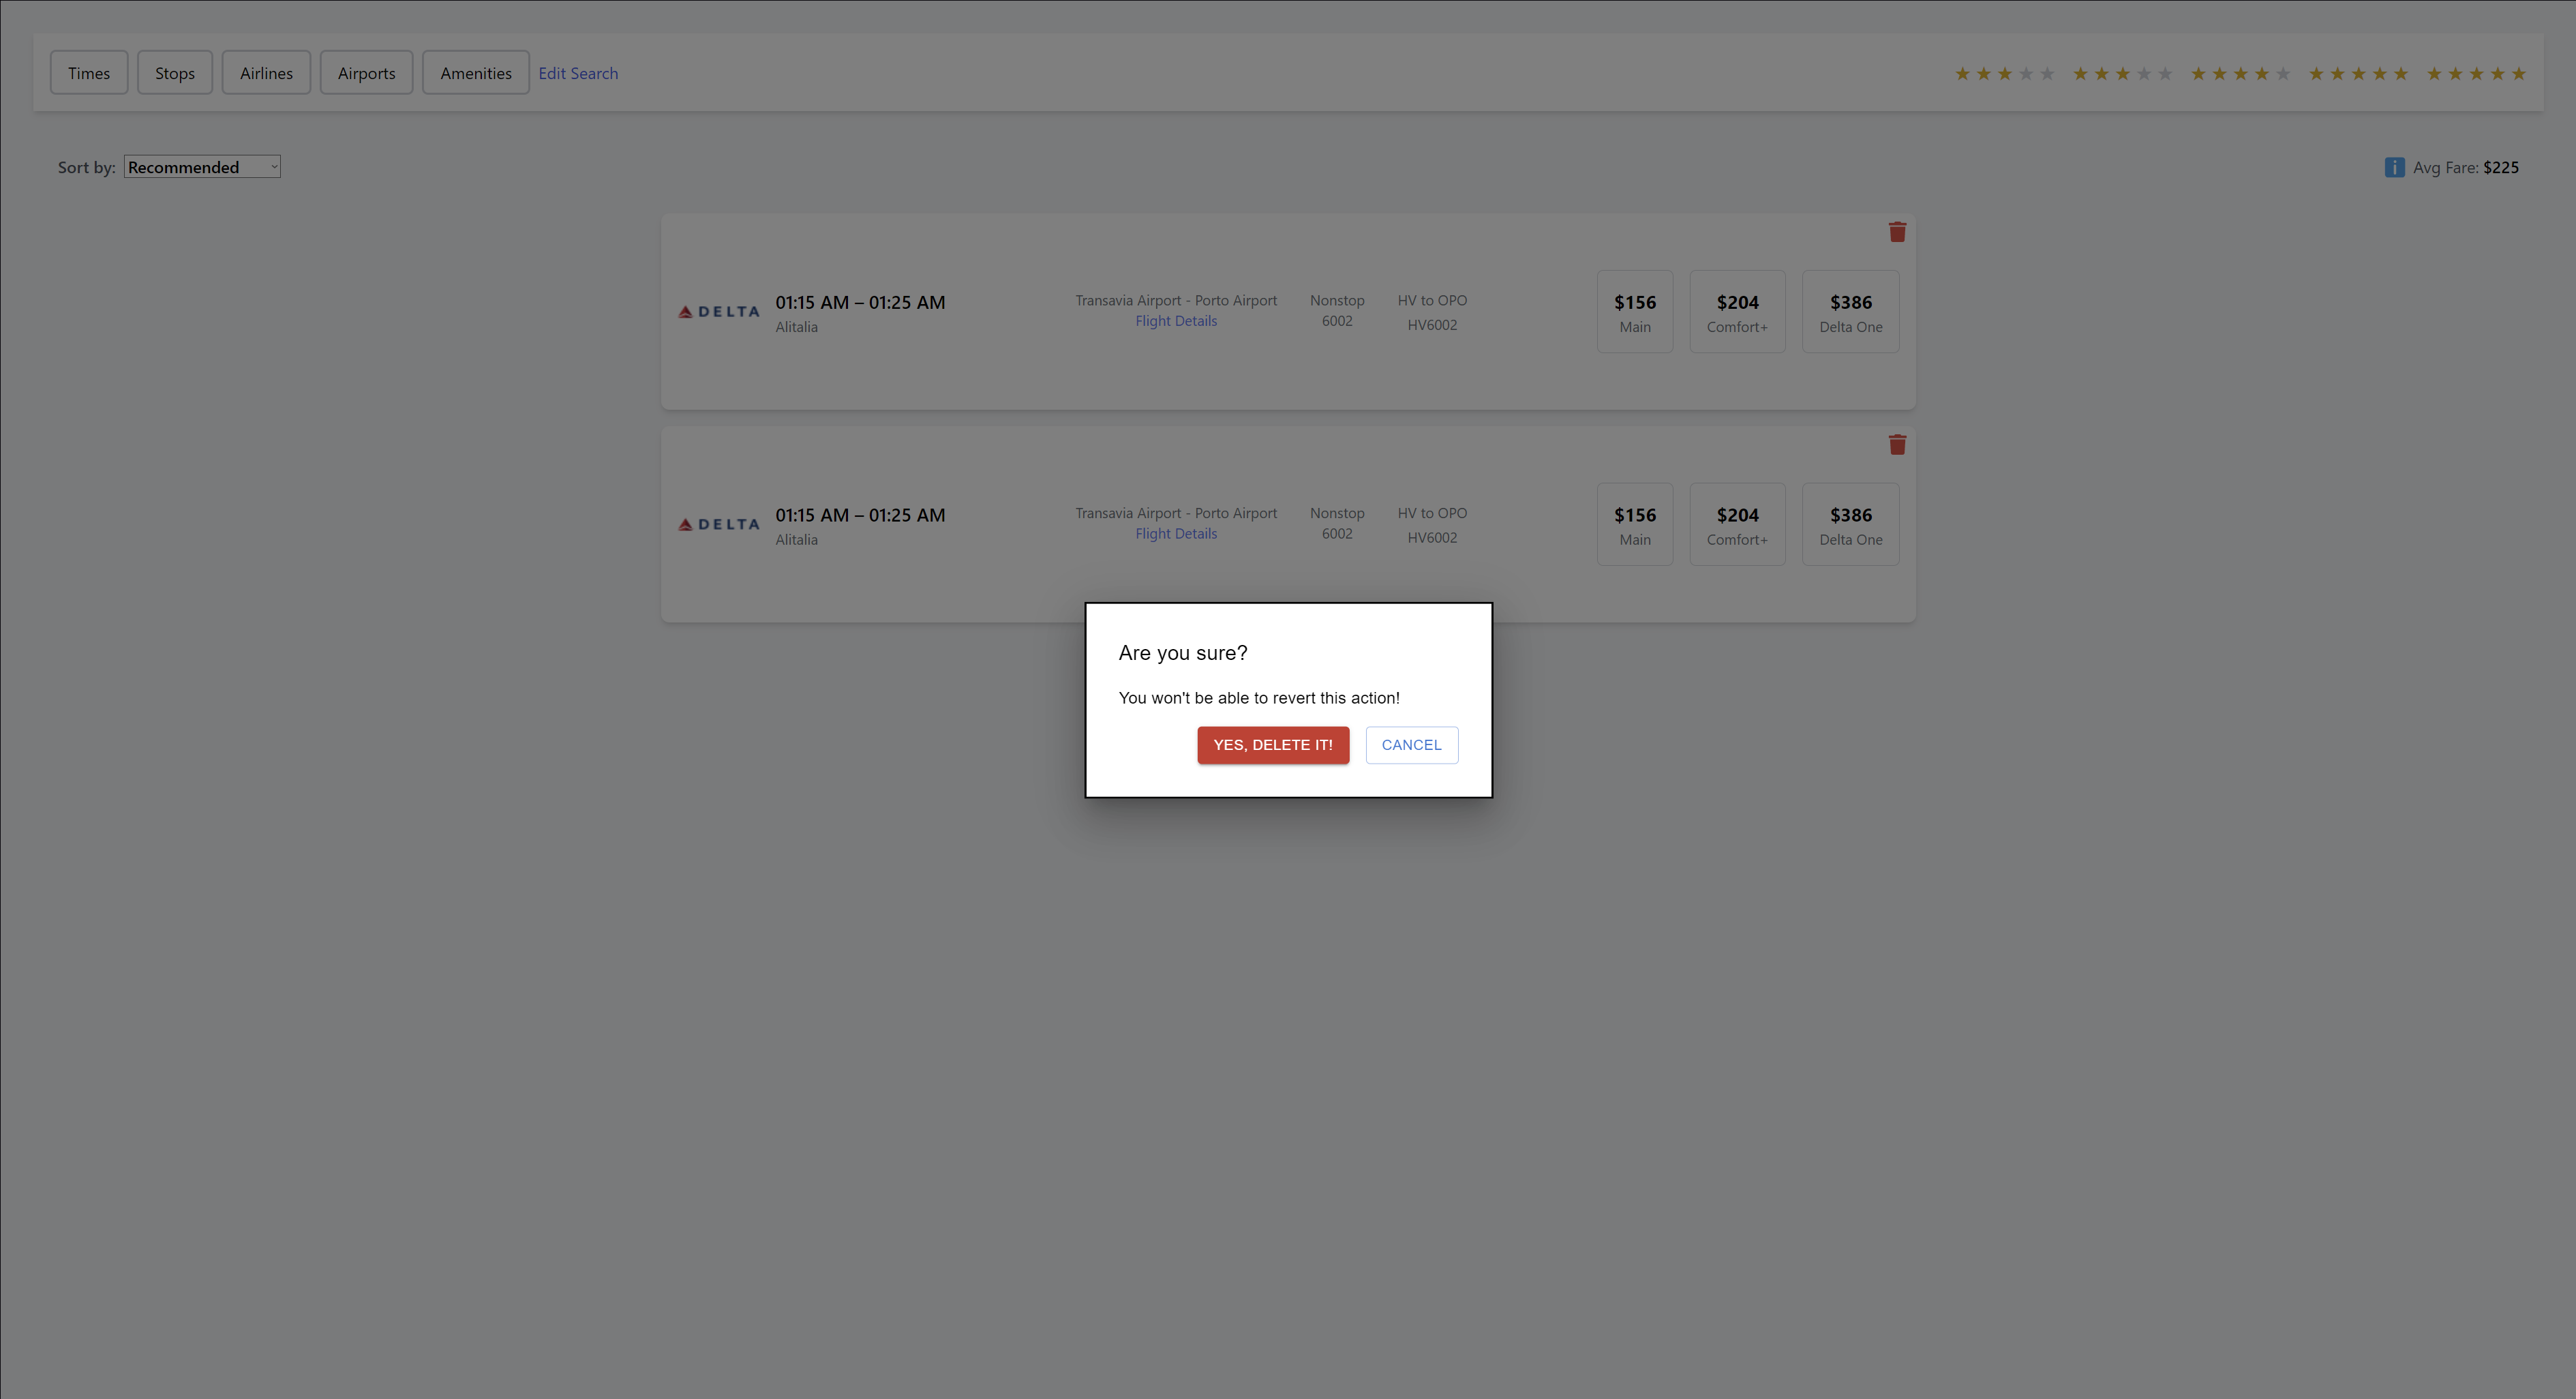 Times Stops Airlines Airports Amenities Edit Search
Sort by: Recommended
Avg Fare: $225
DELTA
01:15 AM – 01:25 AM
Alitalia
Transavia Airport - Porto Airport
Flight Details
Nonstop
6002
HV to OPO
HV6002
$156
Main
$204
Comfort+
$386
Delta One
DELTA
01:15 AM – 01:25 AM
Alitalia
Transavia Airport - Porto Airport
Flight Details
Nonstop
6002
HV to OPO
HV6002
$156
Main
$204
Comfort+
$386
Delta One
Are you sure?
You won't be able to revert this action!
YES, DELETE IT! CANCEL